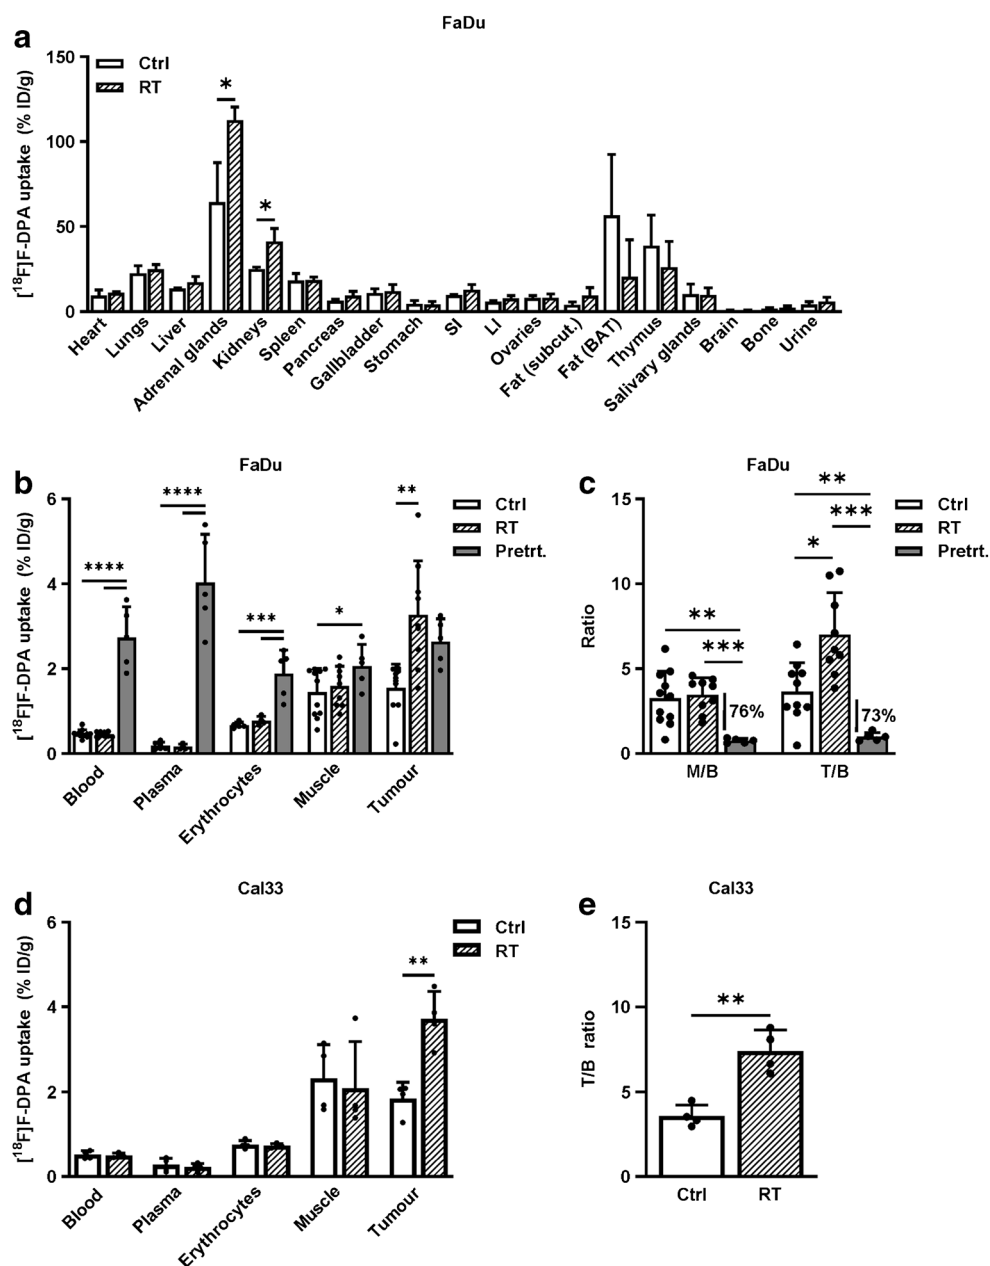 FaDu
a
[¹⁸F]F-DPA uptake (% ID/g)
150
100
50
0
Ctrl
RT
*
*
Heart
Lungs
Liver
Adrenal glands
Kidneys
Spleen
Pancreas
Gallbladder
Stomach
SI
LI
Ovaries
Fat (subcut.)
Fat (BAT)
Thymus
Salivary glands
Brain
Bone
Urine
b
FaDu
[¹⁸F]F-DPA uptake (% ID/g)
6
4
2
0
****
****
***
*
**
Ctrl
RT
Pretrt.
Blood
Plasma
Erythrocytes
Muscle
Tumour
c
FaDu
Ratio
15
10
5
0
**
***
76%
**
***
*
73%
Ctrl
RT
Pretrt.
M/B
T/B
d
Cal33
[¹⁸F]F-DPA uptake (% ID/g)
6
4
2
0
**
Ctrl
RT
Blood
Plasma
Erythrocytes
Muscle
Tumour
e
Cal33
T/B ratio
15
10
5
0
**
Ctrl
RT